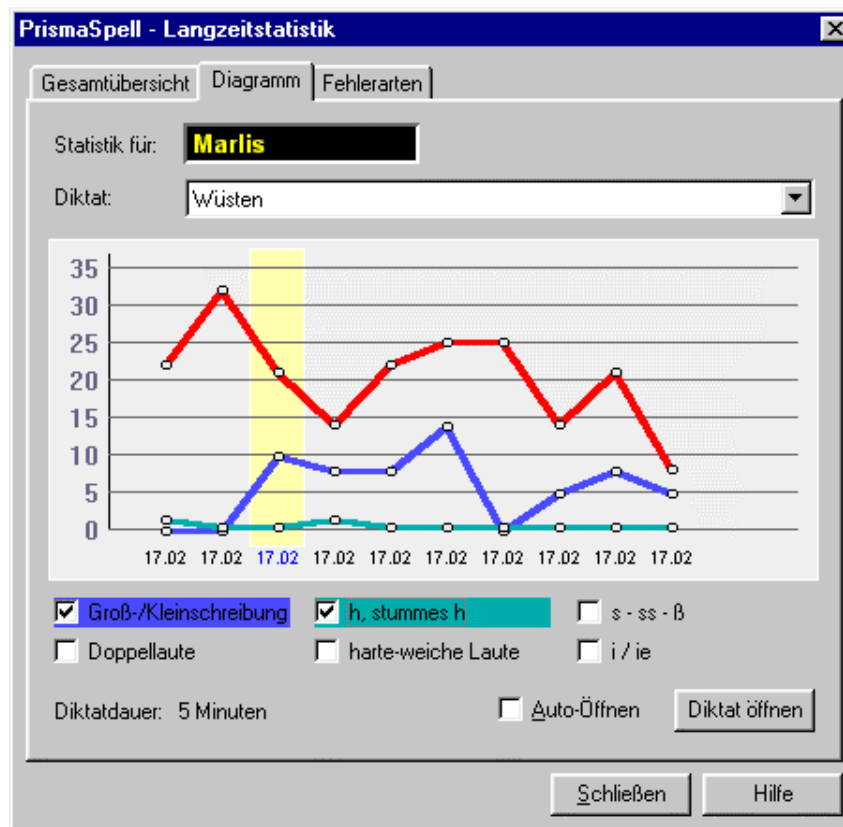 PrismaSpell - Langzeitstatistik
Gesamtübersicht Diagramm Fehlerarten
Statistik für: Marlis
Diktat: Wüsten
35
30
25
20
15
10
5
0
17.02 17.02 17.02 17.02 17.02 17.02 17.02 17.02 17.02 17.02
Groß-/Kleinschreibung h, stummes h s - ss - ß
Doppellaute harte-weiche Laute i / ie
Diktatdauer: 5 Minuten Auto-Öffnen Diktat öffnen
Schließen Hilfe